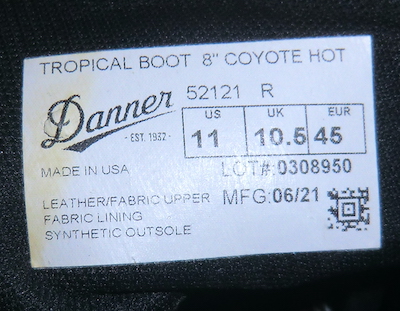 TROPICAL BOOT 8" COYOTE HOT
Danner 52121 R
- EST. 1932 -
US UK EUR
11 10.5 45
MADE IN USA LOT#:0308950
LEATHER/FABRIC UPPER MFG:06/21
FABRIC LINING
SYNTHETIC OUTSOLE